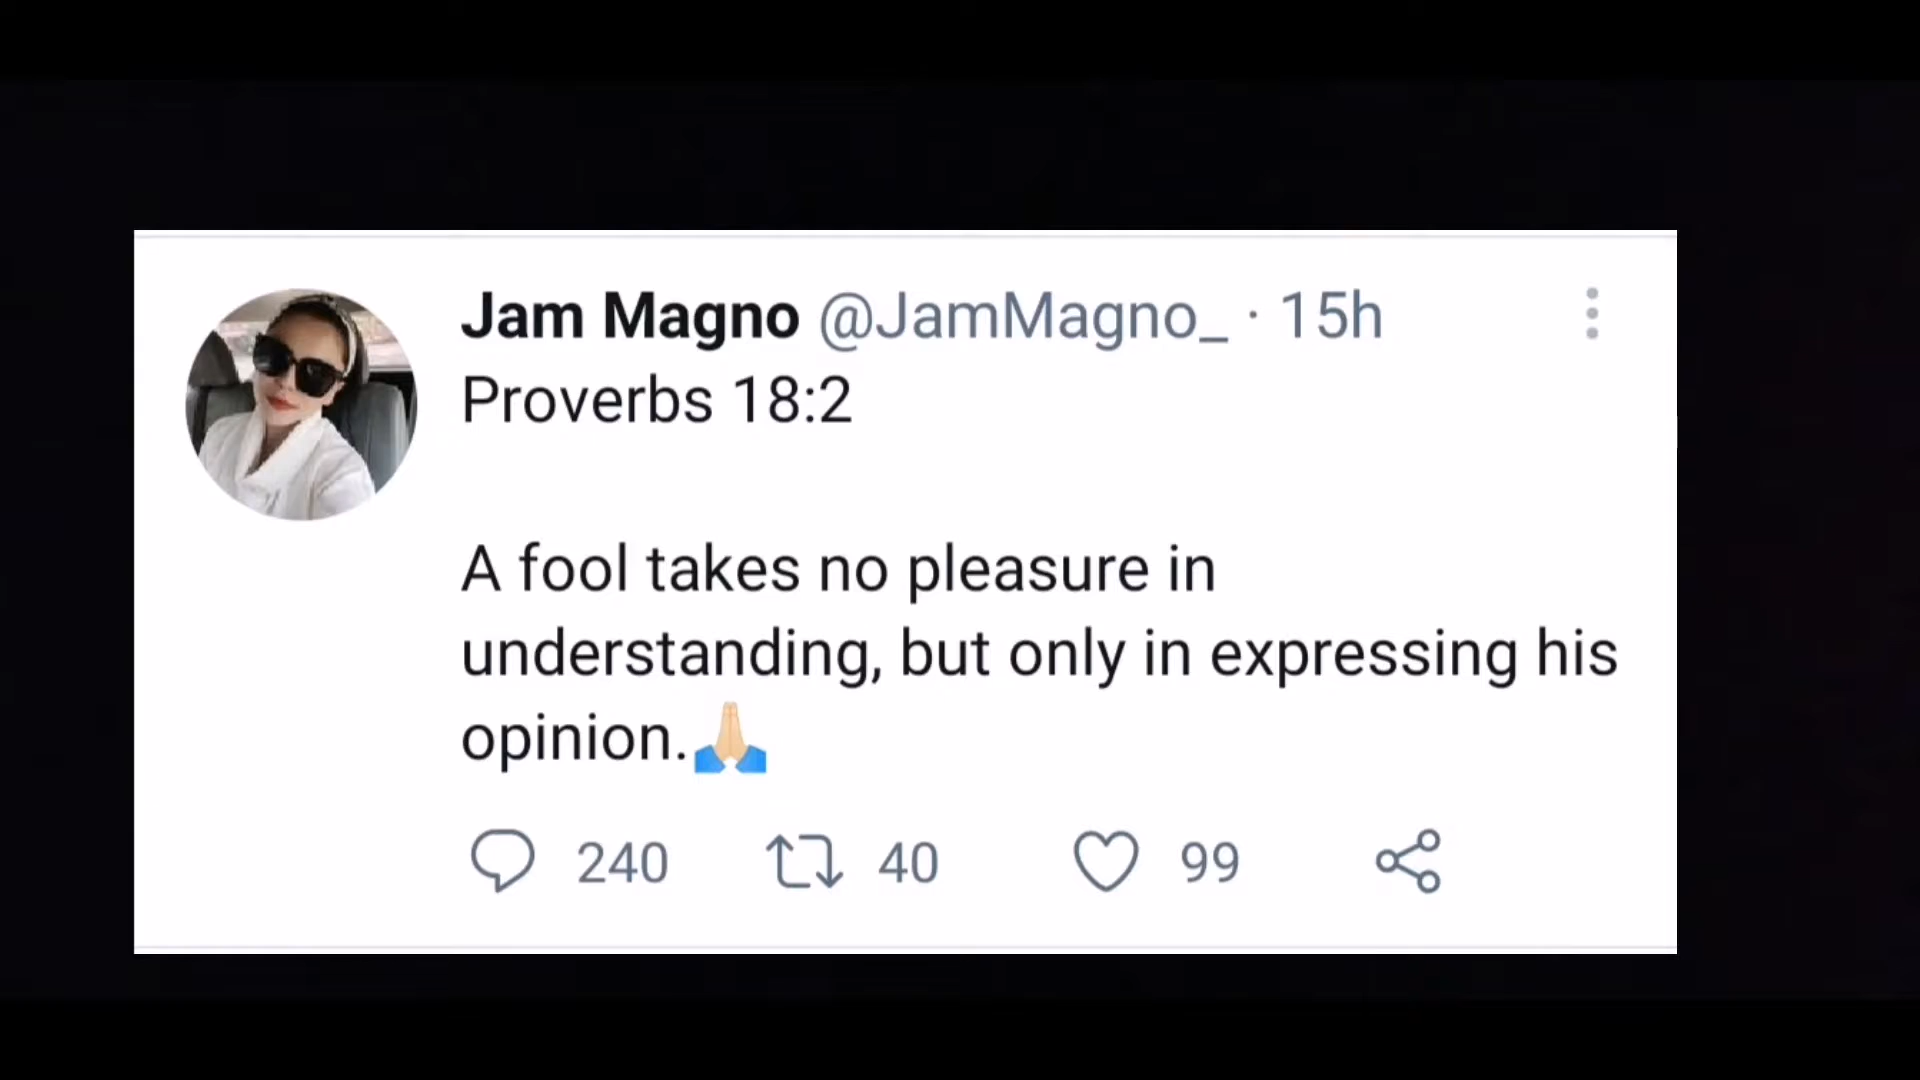 Jam Magno @JamMagno_ · 15h
Proverbs 18:2
A fool takes no pleasure in
understanding, but only in expressing his
opinion.🙏🏻
240 40 99